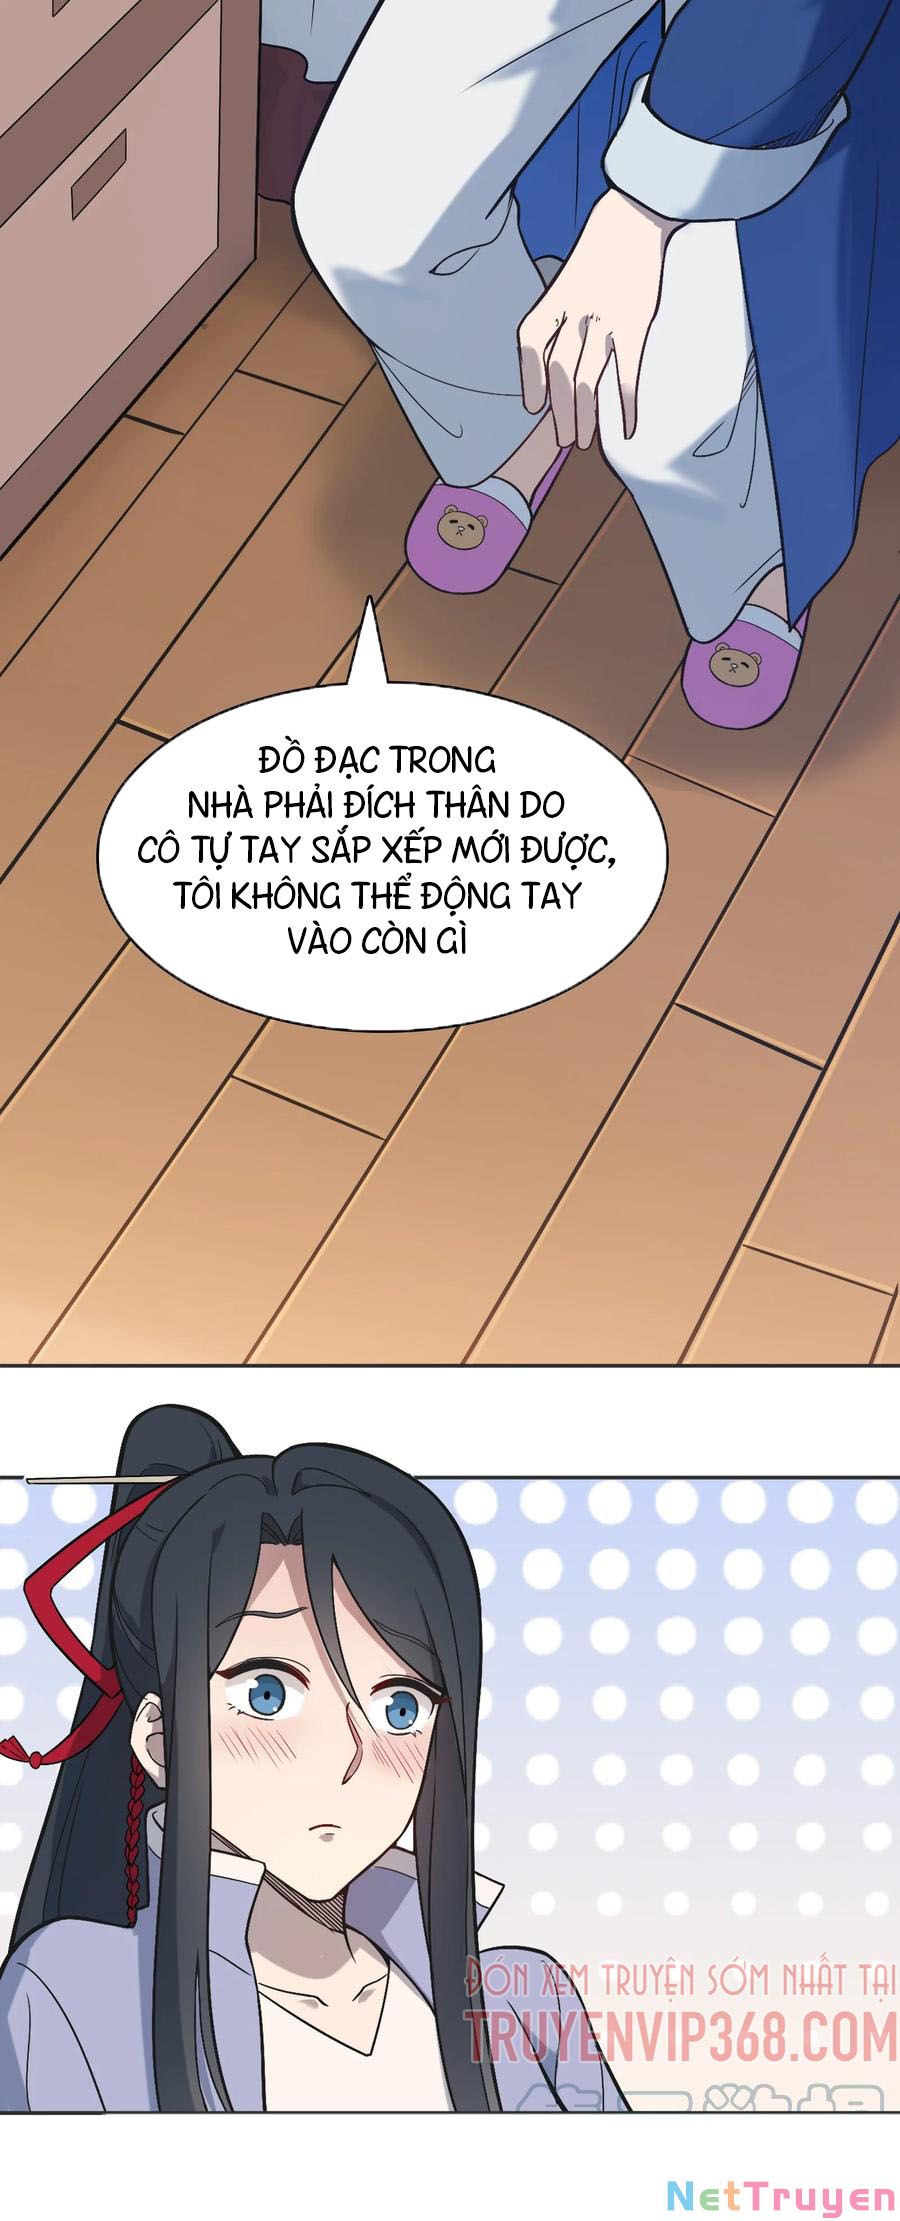 ĐỒ ĐẠC TRONG
NHÀ PHẢI ĐÍCH THÂN DO
CÔ TỰ TAY SẮP XẾP MỚI ĐƯỢC,
TÔI KHÔNG THỂ ĐỘNG TAY
VÀO CÒN GÌ
ĐÓN XEM TRUYỆN SỚM NHẤT TẠI
TRUYENVIP368.COM
NetTruyen